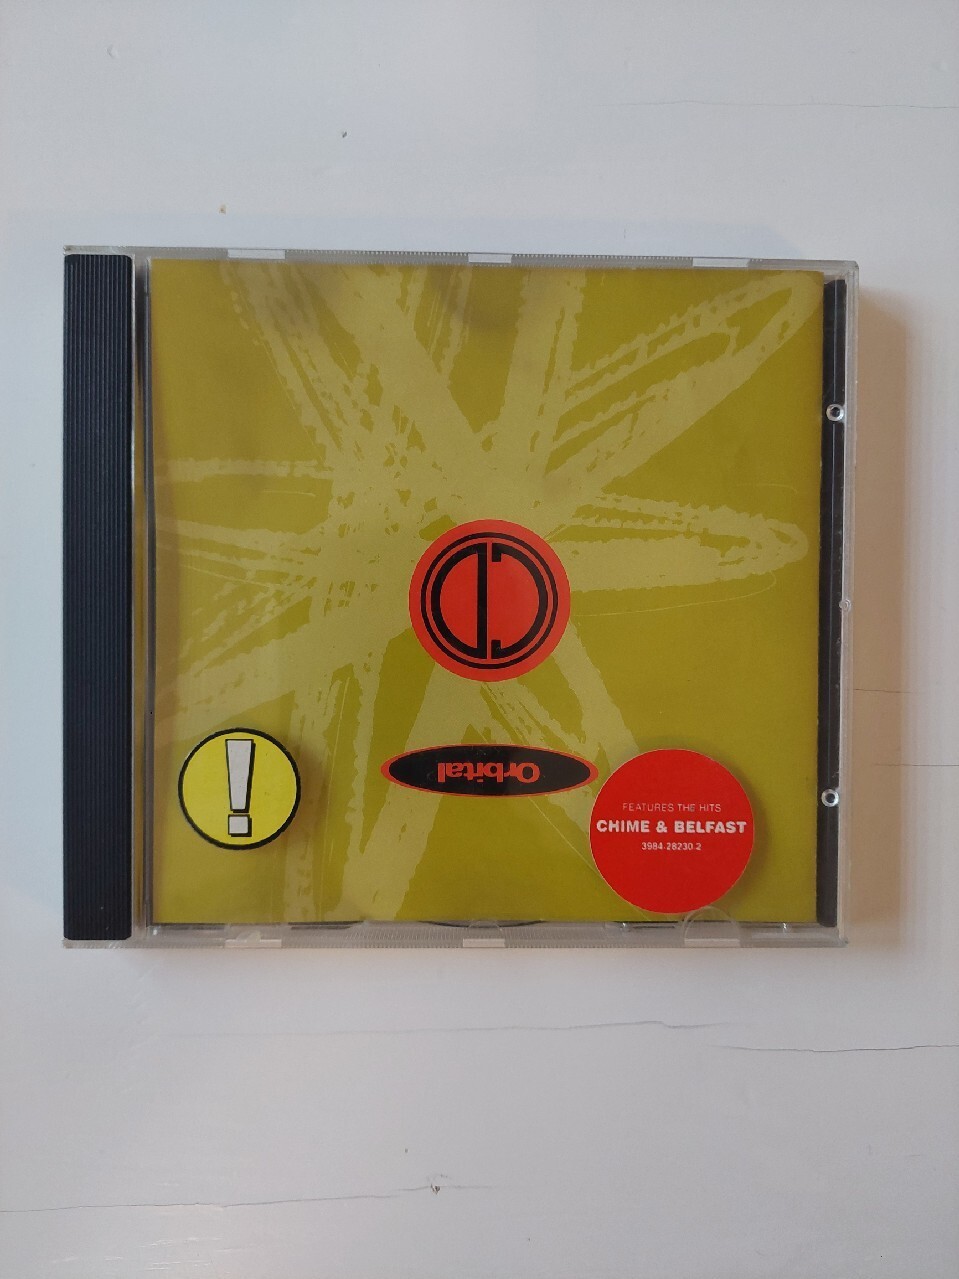 !
Orbital
FEATURES THE HITS
CHIME & BELFAST
3984-28230-2